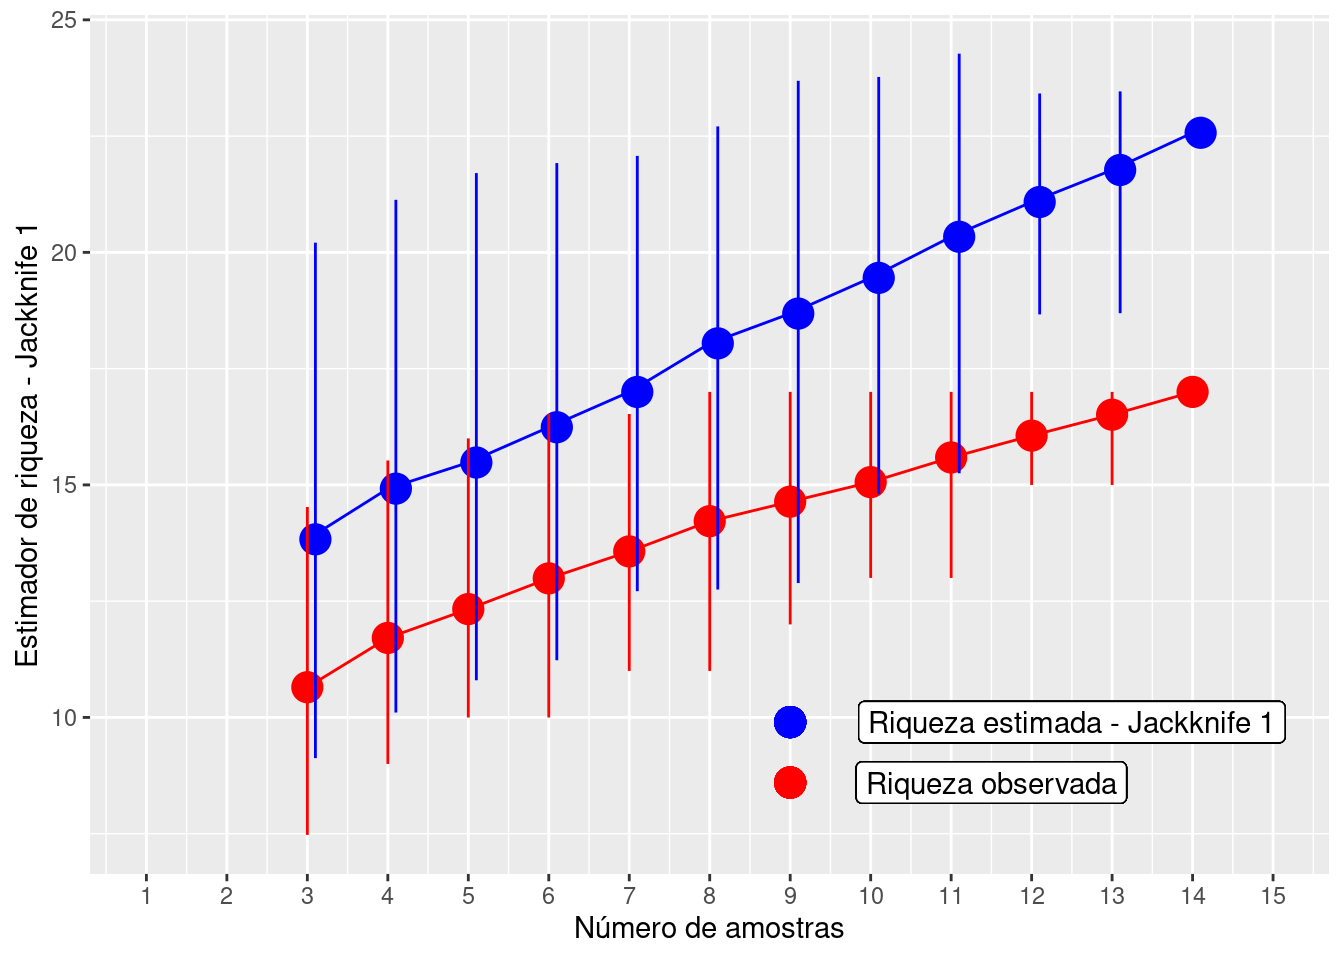 Estimador de riqueza - Jackknife 1
25
20
15
10
Riqueza estimada - Jackknife 1
Riqueza observada
1 2 3 4 5 6 7 8 9 10 11 12 13 14 15
Número de amostras